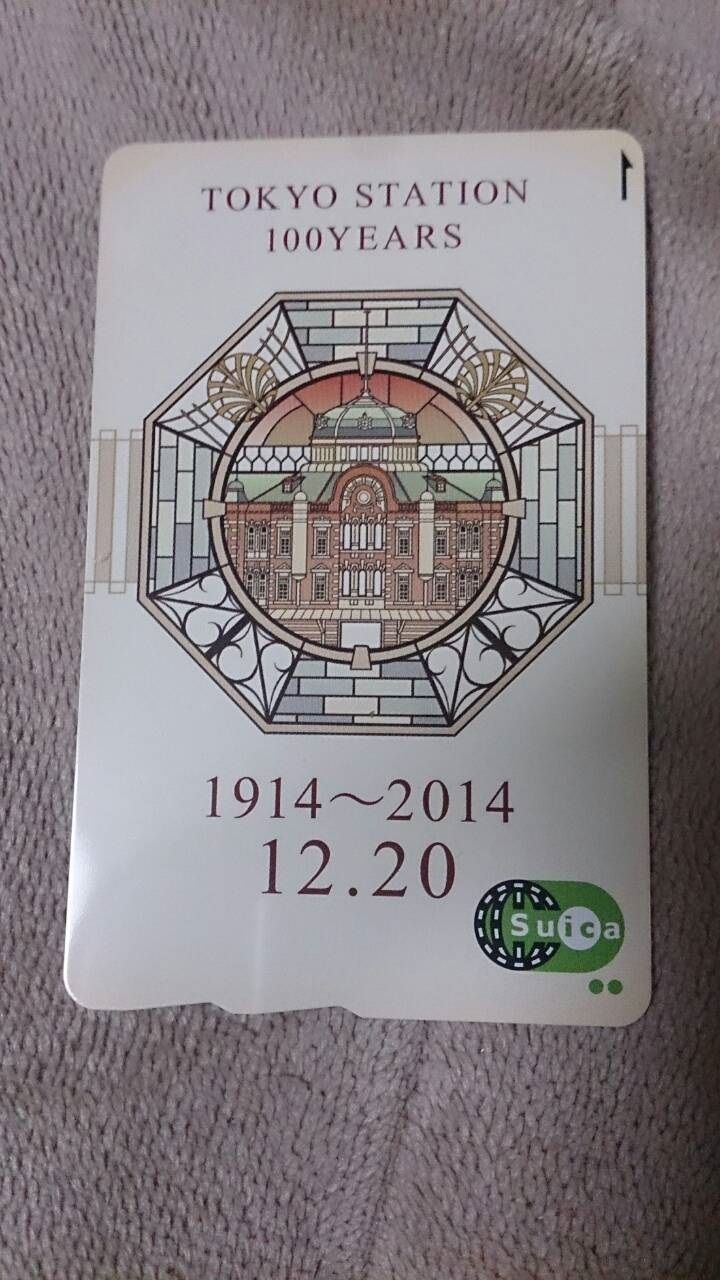 TOKYO STATION
100YEARS
1914～2014
12.20
Suica